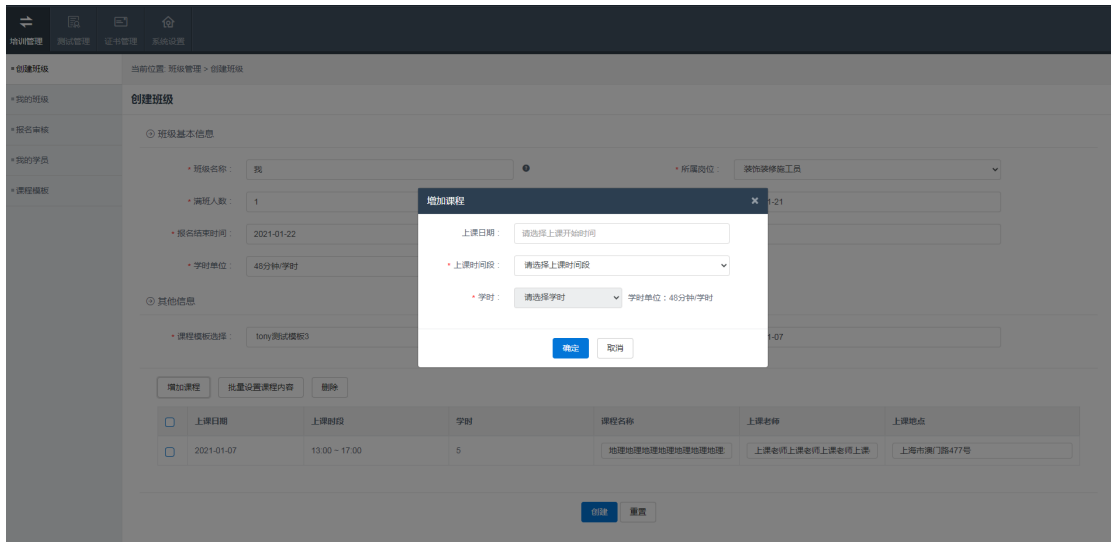 培训管理 测试管理 证书管理 系统设置
创建班级
当前位置: 班级管理 > 创建班级
我的班级
创建班级
报名审核
班级基本信息
我的学员
* 班级名称 : 我
* 所属岗位 : 装饰装修施工员
课程模板
* 满班人数 : 1
增加课程 ×
1-21
上课日期 : 请选择上课开始时间
* 报名结束时间 : 2021-01-22
* 上课时间段 : 请选择上课时间段
* 学时单位 : 48分钟/学时
* 学时 : 请选择学时 学时单位：48分钟/学时
其他信息
* 课程模板选择 : tony测试模板3
1-07
确定 取消
增加课程 批量设置课程内容 删除
上课日期 上课时段 学时 课程名称 上课老师 上课地点
2021-01-07 13:00 ~ 17:00 5 地理地理地理地理地理地理 上课老师上课老师上课老师上课 上海市澳门路477号
创建 重置